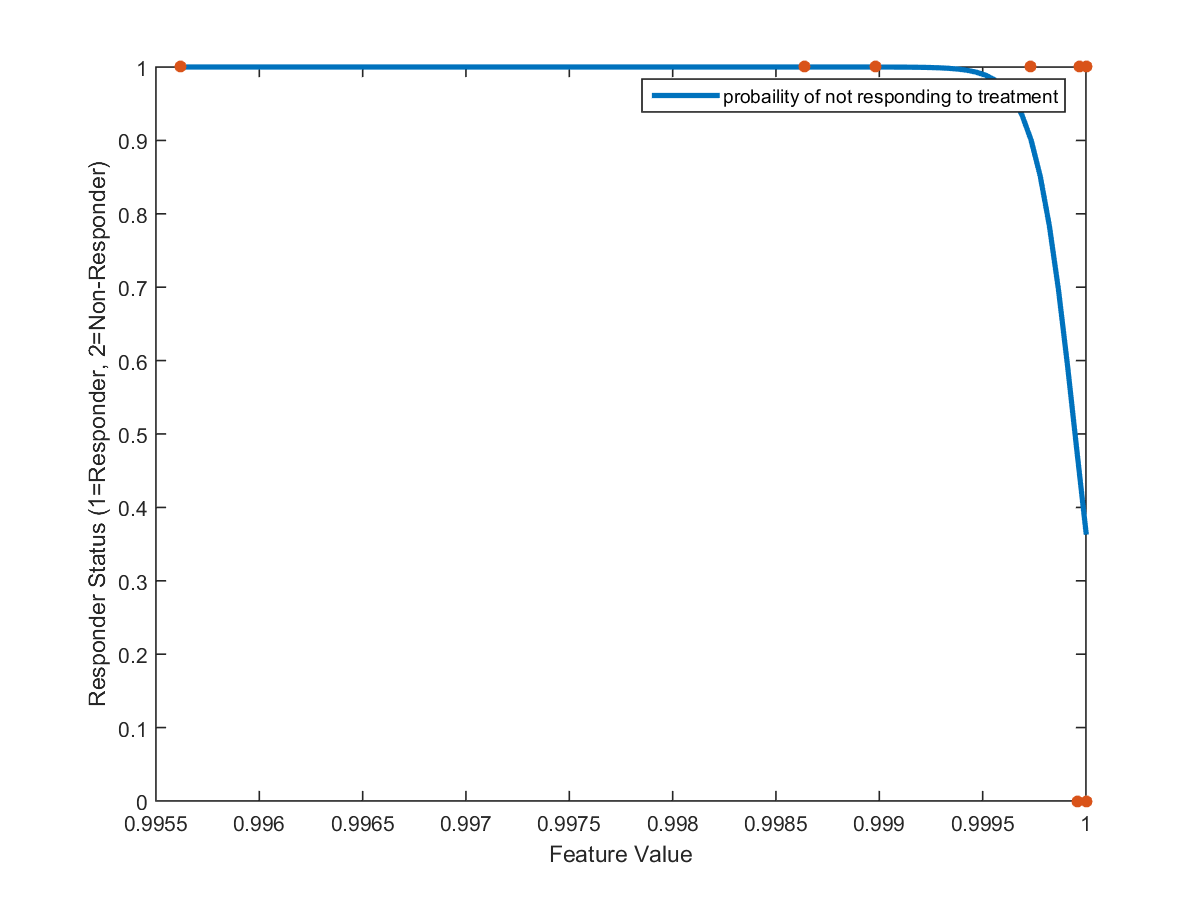 probaility of not responding to treatment
Responder Status (1=Responder, 2=Non-Responder)
1
0.9
0.8
0.7
0.6
0.5
0.4
0.3
0.2
0.1
0
0.9955 0.996 0.9965 0.997 0.9975 0.998 0.9985 0.999 0.9995 1
Feature Value